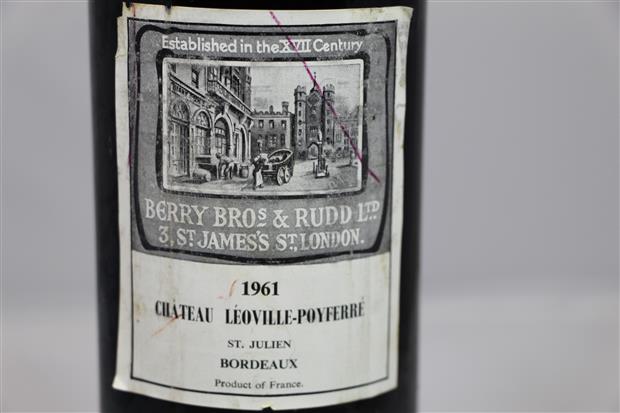 Established in the XVII Century
BERRY BROS & RUDD LTD
3, ST JAMES'S ST, LONDON.
1961
CHÂTEAU LÉOVILLE-POYFERRÉ
ST. JULIEN
BORDEAUX
Product of France.